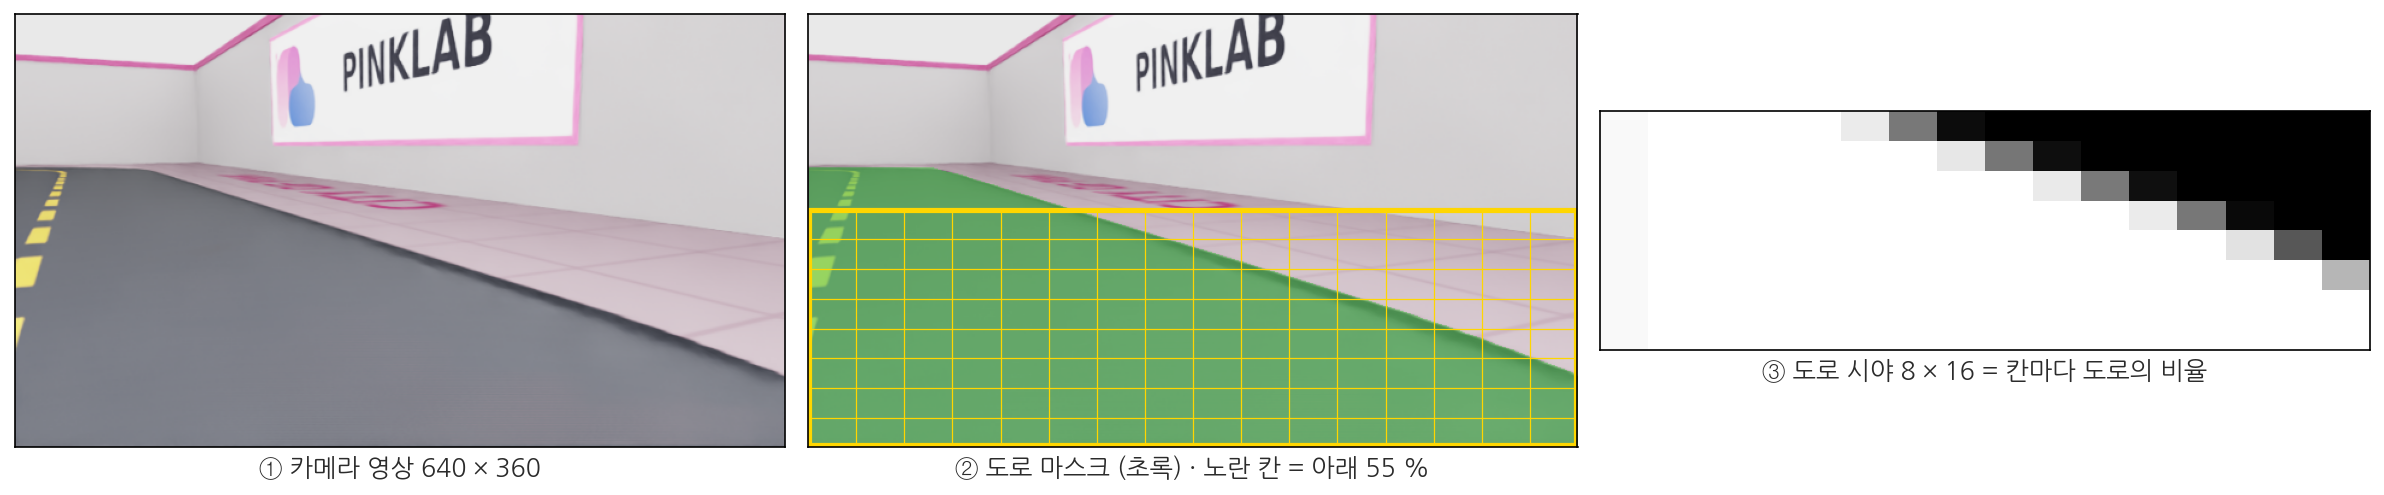 PINKLAB
PINKLAB
① 카메라 영상 640 × 360
② 도로 마스크 (초록) · 노란 칸 = 아래 55 %
③ 도로 시야 8 × 16 = 칸마다 도로의 비율